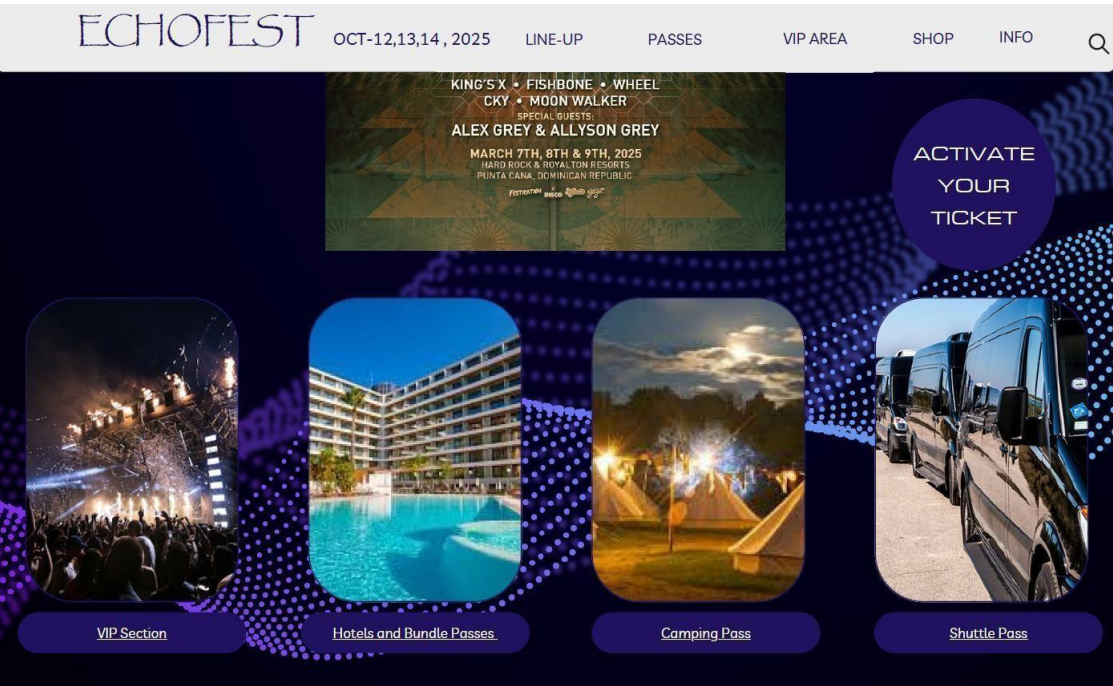 ECHOFEST
OCT-12,13,14 , 2025 LINE-UP PASSES VIP AREA SHOP INFO
KING'S X • FISHBONE • WHEEL
CKY • MOON WALKER
SPECIAL GUESTS:
ALEX GREY & ALLYSON GREY
MARCH 7TH, 8TH & 9TH, 2025
HARD ROCK & ROYALTON RESORTS
PUNTA CANA, DOMINICAN REPUBLIC
DISCO
ACTIVATE
YOUR
TICKET
VIP Section
Hotels and Bundle Passes
Camping Pass
Shuttle Pass